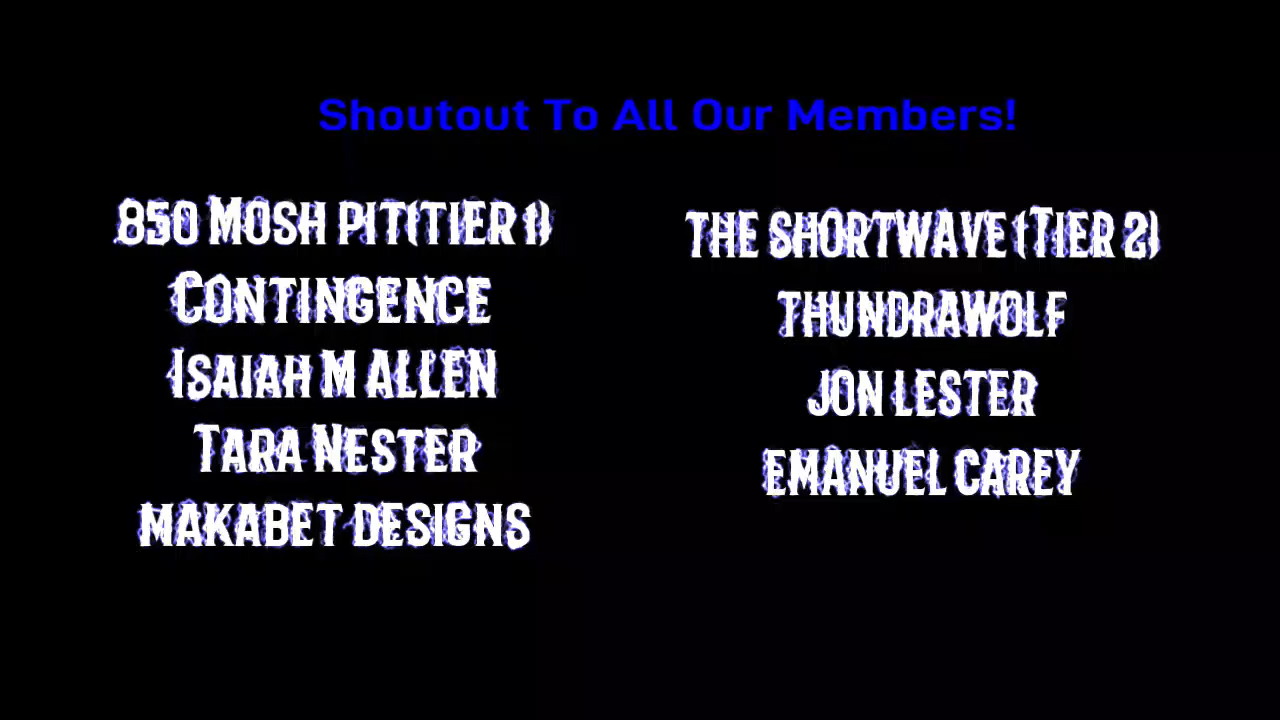 Shoutout To All Our Members!
850 Mosh pit(tier 1)
Contingence
Isaiah M Allen
Tara Nester
makabet designs
the shortwave (Tier 2)
thundrawolf
jon lester
emanuel carey